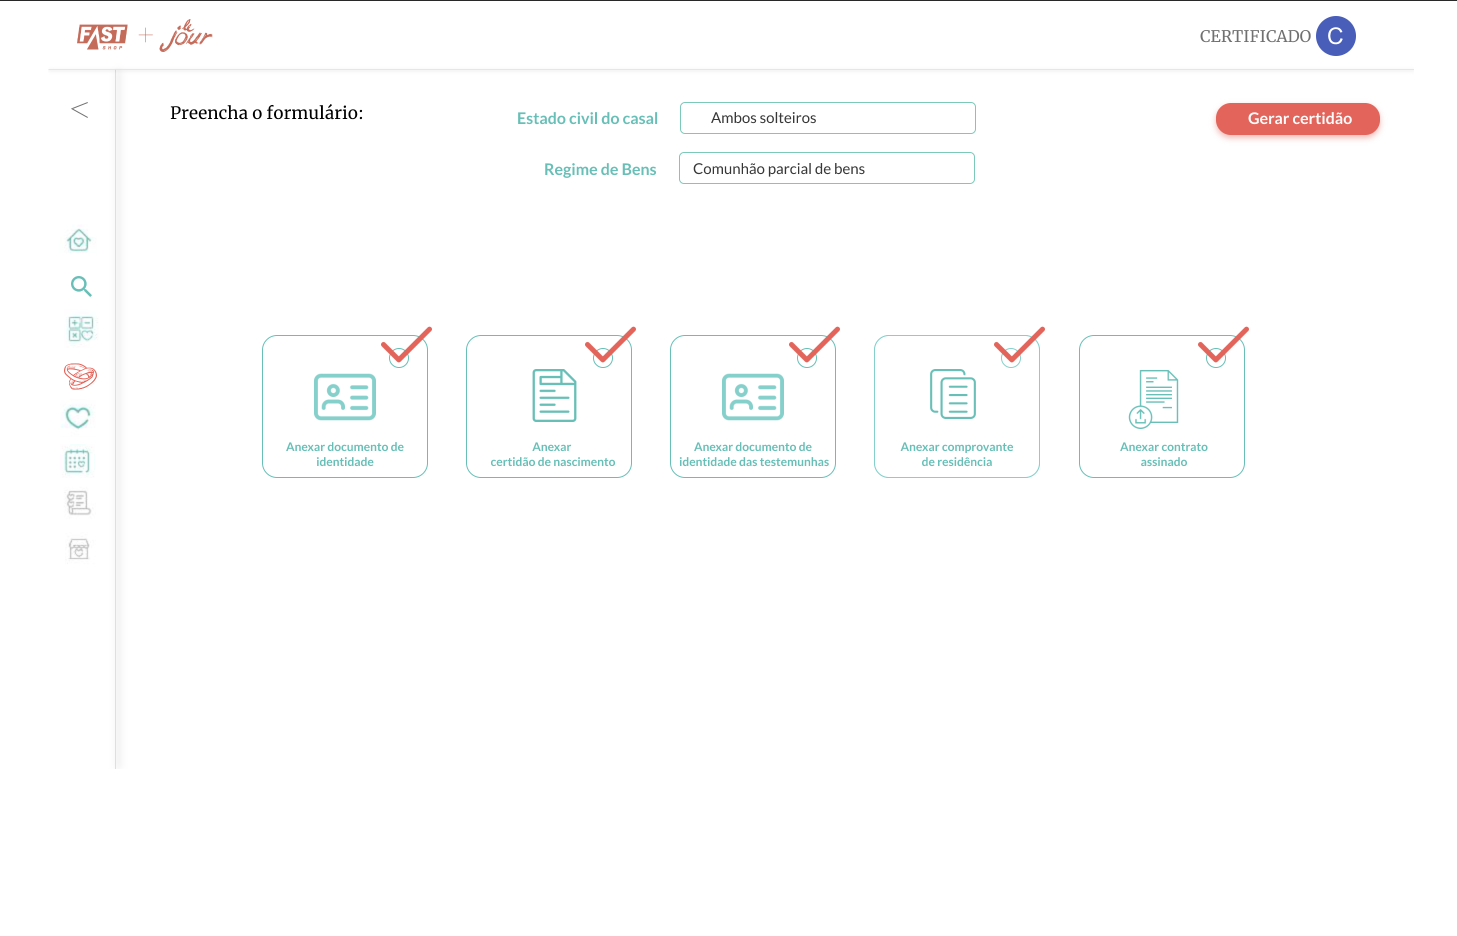 FAST
SHOP
+
le
jour
CERTIFICADO
C
<
Preencha o formulário:
Estado civil do casal
Ambos solteiros
Gerar certidão
Regime de Bens
Comunhão parcial de bens
Anexar documento de
identidade
Anexar
certidão de nascimento
Anexar documento de
identidade das testemunhas
Anexar comprovante
de residência
Anexar contrato
assinado